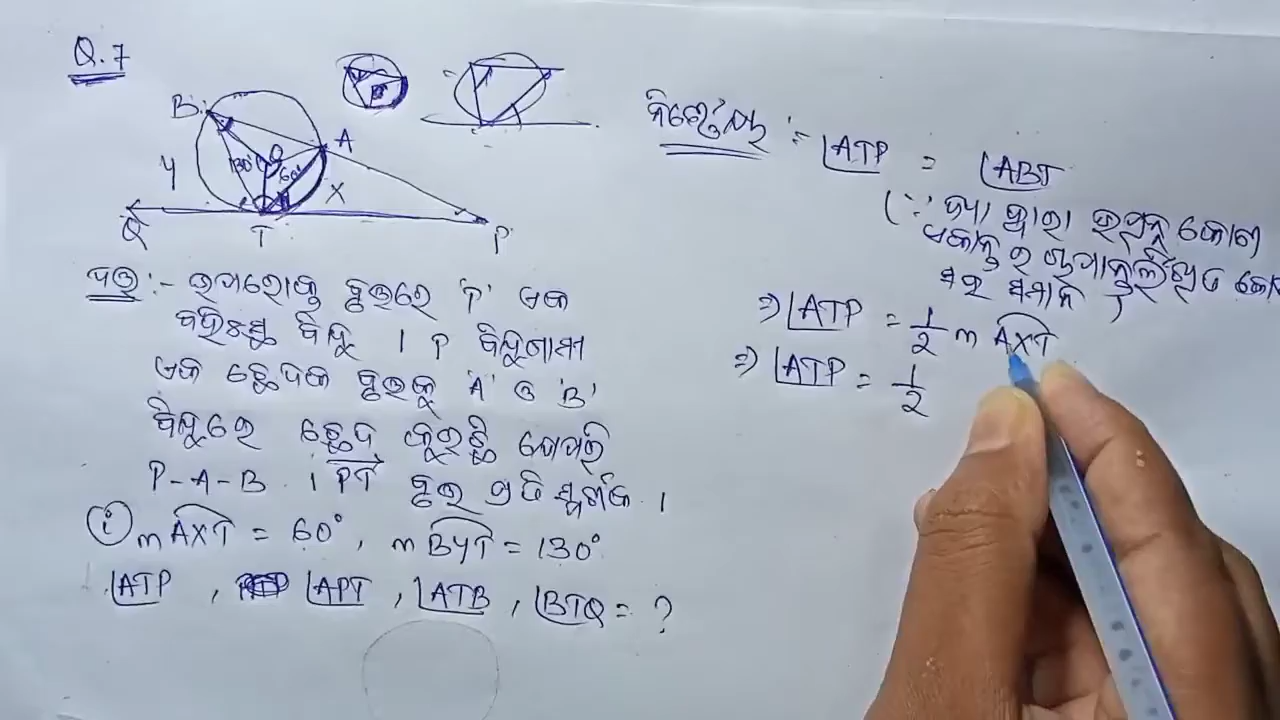 Q.7
B
A
O
130°
60°
Y
X
Q
T
P
ଦତ୍ତ :- ଉପରୋକ୍ତ ବୃତ୍ତରେ 'P' ଏକ
ବହିଃସ୍ଥ ବିନ୍ଦୁ । P ବିନ୍ଦୁଗାମୀ
ଏକ ଛେଦକ ବୃତ୍ତକୁ 'A' ଓ 'B'
ବିନ୍ଦୁରେ ଛେଦ କରୁଛି ଯେପରି
P-A-B । PT ବୃତ୍ତ ପ୍ରତି ସ୍ପର୍ଶକ ।
(i) m AXT = 60°, m BYT = 130°
∠ATP , ∠APT , ∠ATB , ∠BTQ = ?
ନିର୍ଣ୍ଣୟ :- ∠ATP = ∠ABT
(∵ ଜ୍ୟା ଦ୍ୱାରା ଉତ୍ପନ୍ନ କୋଣ
ଏକାନ୍ତର ଚାପାନ୍ତର୍ଲିଖିତ
ସହ ସମାନ )
⇒ ∠ATP = 1/2 m AXT
⇒ ∠ATP = 1/2